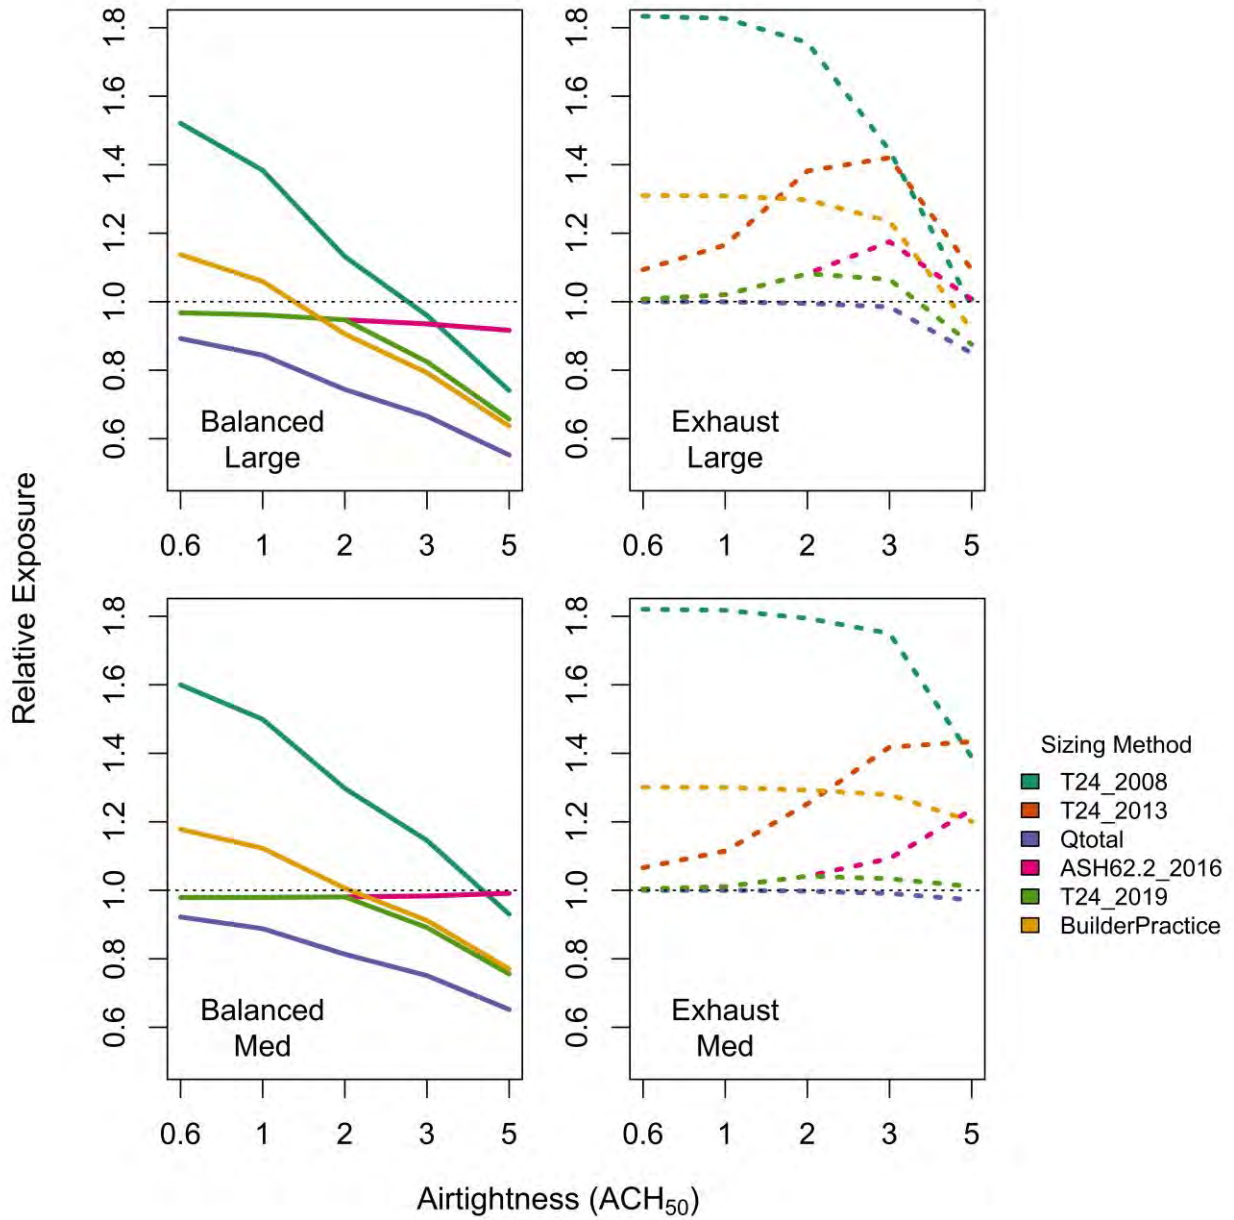 Relative Exposure
1.8
1.6
1.4
1.2
1.0
0.8
0.6
Balanced
Large
0.6 1 2 3 5
1.8
1.6
1.4
1.2
1.0
0.8
0.6
Exhaust
Large
0.6 1 2 3 5
1.8
1.6
1.4
1.2
1.0
0.8
0.6
Balanced
Med
0.6 1 2 3 5
1.8
1.6
1.4
1.2
1.0
0.8
0.6
Exhaust
Med
0.6 1 2 3 5
Airtightness (ACH₅₀)
Sizing Method
T24_2008
T24_2013
Qtotal
ASH62.2_2016
T24_2019
BuilderPractice